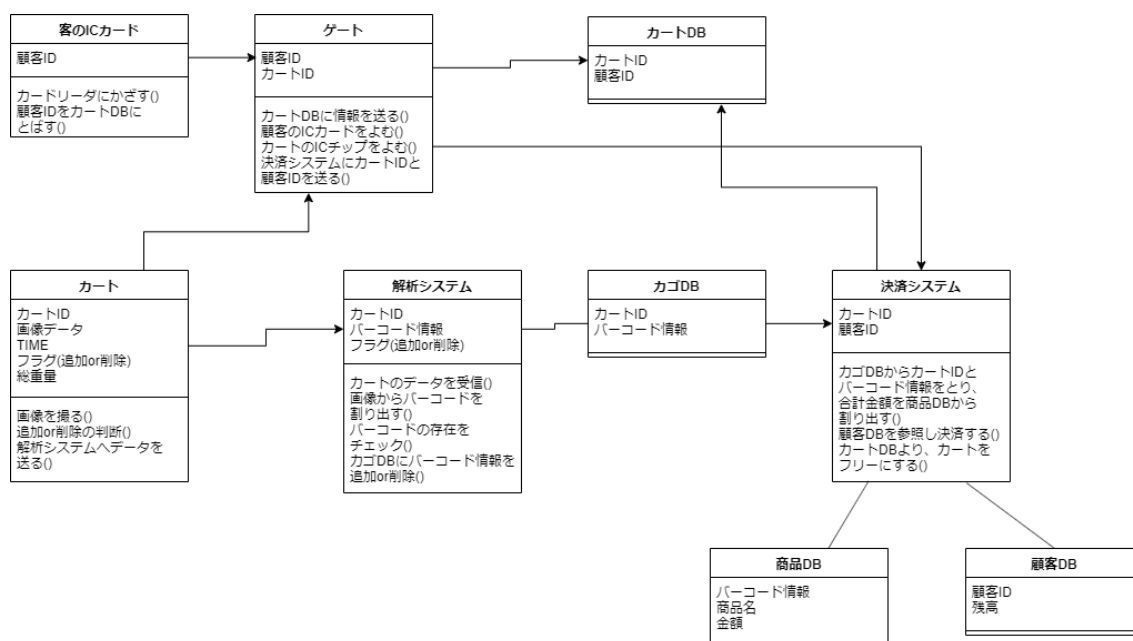 客のICカード
顧客ID
カードリーダにかざす()
顧客IDをカートDBに
とばす()
ゲート
顧客ID
カートID
カートDBに情報を送る()
顧客のICカードをよむ()
カートのICチップをよむ()
決済システムにカートIDと
顧客IDを送る()
カートDB
カートID
顧客ID
カート
カートID
画像データ
TIME
フラグ(追加or削除)
総重量
画像を撮る()
追加or削除の判断()
解析システムへデータを
送る()
解析システム
カートID
バーコード情報
フラグ(追加or削除)
カートのデータを受信()
画像からバーコードを
割り出す()
バーコードの存在を
チェック()
カゴDBにバーコード情報を
追加or削除()
カゴDB
カートID
バーコード情報
決済システム
カートID
顧客ID
カゴDBからカートIDと
バーコード情報をとり、
合計金額を商品DBから
割り出す()
顧客DBを参照し決済する()
カートDBより、カートを
フリーにする()
商品DB
バーコード情報
商品名
金額
顧客DB
顧客ID
残高